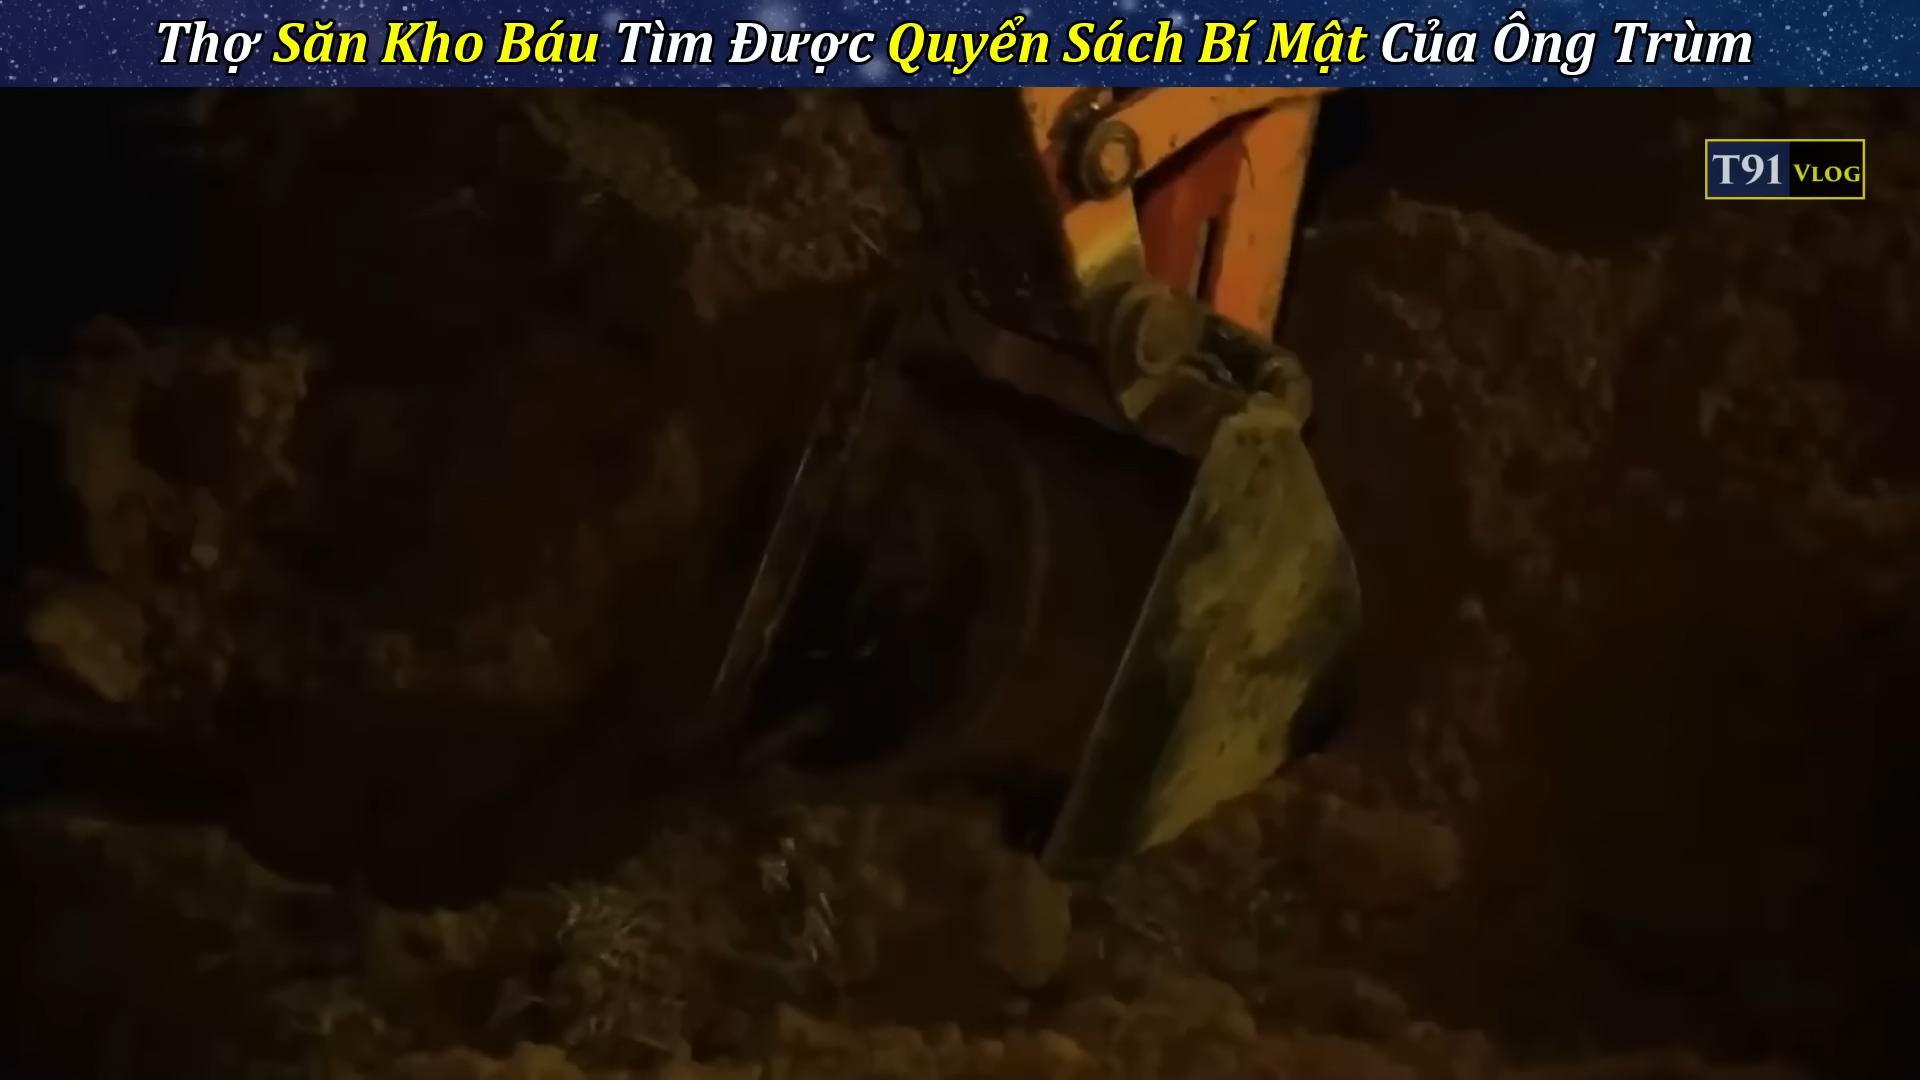 Thợ Săn Kho Báu Tìm Được Quyển Sách Bí Mật Của Ông Trùm
T91 VLOG